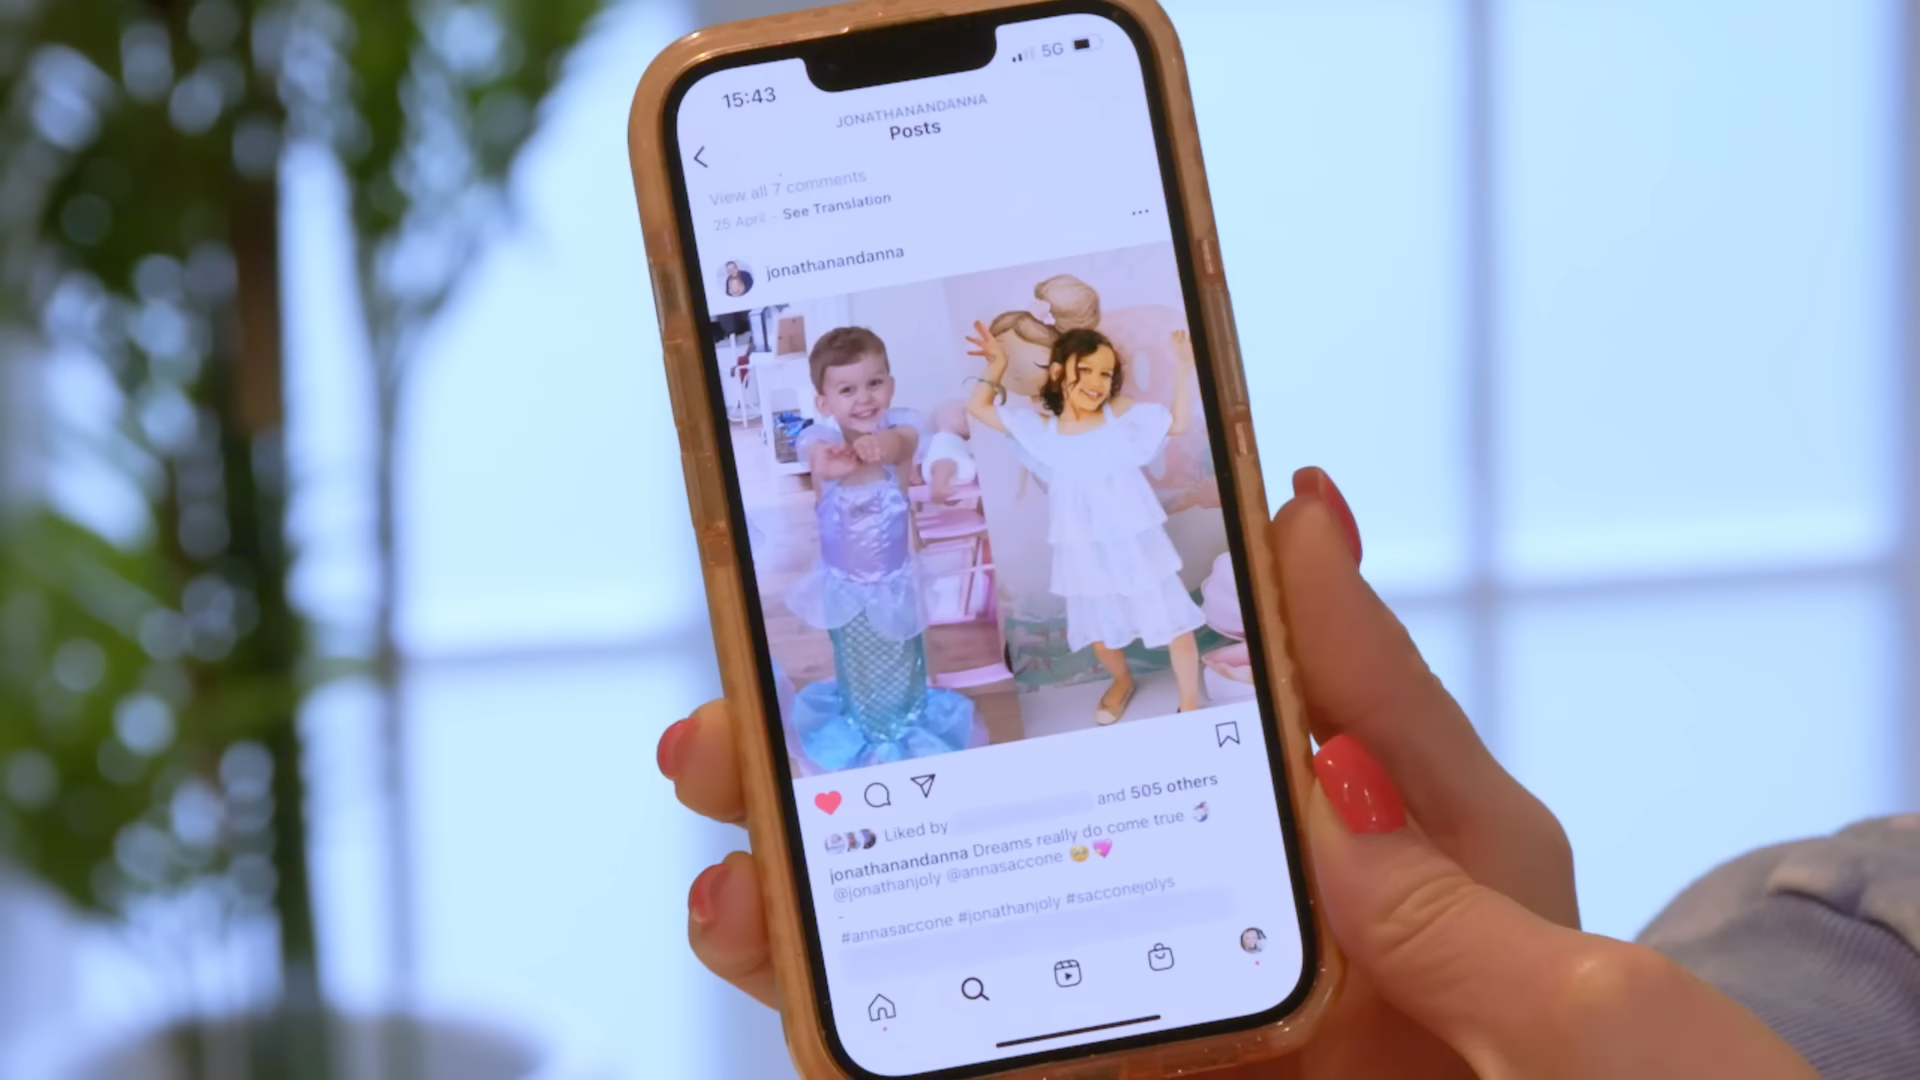 15:43
5G
JONATHANANDANNA
Posts
View all 7 comments
25 April · See Translation
jonathanandanna
Liked by and 505 others
jonathanandanna Dreams really do come true
@jonathanjoly @annasaccone 🥹💖
-
#annasaccone #jonathanjoly #sacconejolys